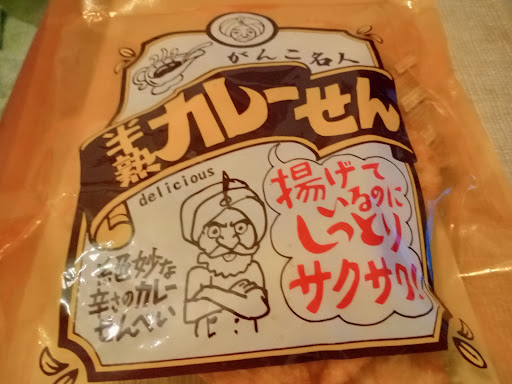 がんこ名人
半熟カレーせん
delicious
揚げて
いるのに
しっとり
サクサク!
絶妙な
辛さのカレー
せんべい